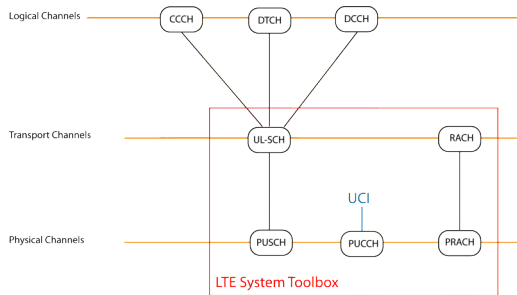 Logical Channels
CCCH
DTCH
DCCH
Transport Channels
UL-SCH
RACH
UCI
Physical Channels
PUSCH
PUCCH
PRACH
LTE System Toolbox